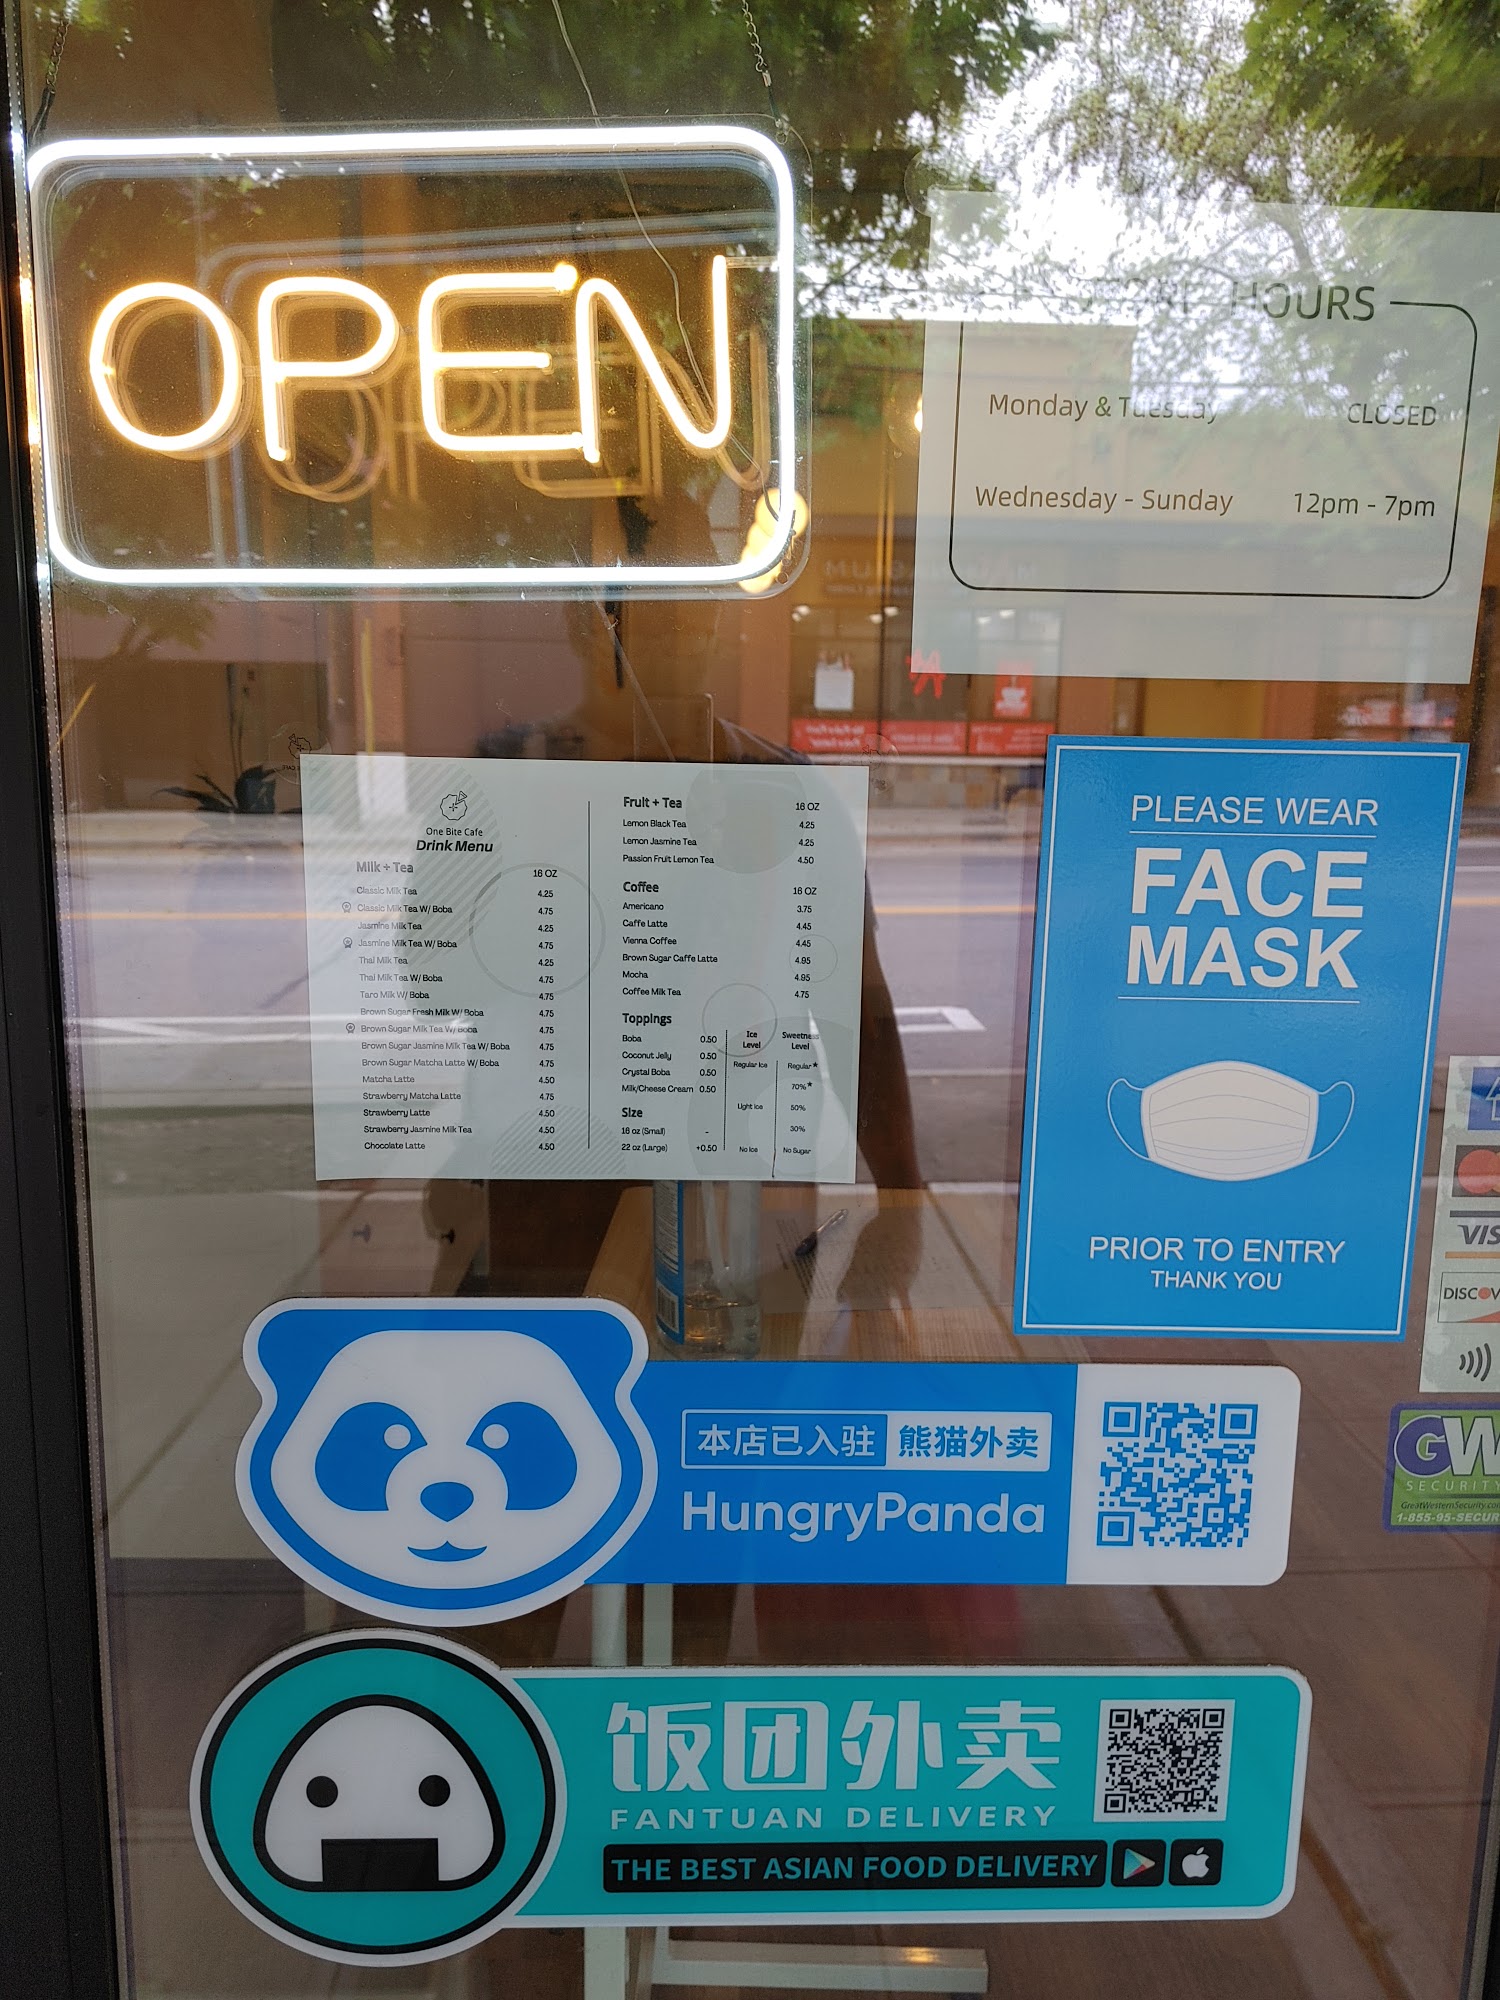 OPEN
HOURS
Monday & Tuesday CLOSED
Wednesday - Sunday 12pm - 7pm
One Bite Cafe
Drink Menu
Milk + Tea 16 OZ
Classic Milk Tea 4.25
Classic Milk Tea W/ Boba 4.75
Jasmine Milk Tea 4.25
Jasmine Milk Tea W/ Boba 4.75
Thai Milk Tea 4.25
Thai Milk Tea W/ Boba 4.75
Taro Milk W/ Boba 4.75
Brown Sugar Fresh Milk W/ Boba 4.75
Brown Sugar Milk Tea W/ Boba 4.75
Brown Sugar Jasmine Milk Tea W/ Boba 4.75
Brown Sugar Matcha Latte W/ Boba 4.75
Matcha Latte 4.50
Strawberry Matcha Latte 4.75
Strawberry Latte 4.50
Strawberry Jasmine Milk Tea 4.50
Chocolate Latte 4.50
Fruit + Tea 16 OZ
Lemon Black Tea 4.25
Lemon Jasmine Tea 4.25
Passion Fruit Lemon Tea 4.50
Coffee 16 OZ
Americano 3.75
Caffe Latte 4.45
Vienna Coffee 4.45
Brown Sugar Caffe Latte 4.95
Mocha 4.95
Coffee Milk Tea 4.75
Toppings
Boba 0.50
Coconut Jelly 0.50
Crystal Boba 0.50
Milk/Cheese Cream 0.50
Size
16 oz (Small) -
22 oz (Large) +0.50
Ice
Level
Regular Ice
Light Ice
No Ice
Sweetness
Level
Regular★
70%★
50%
30%
No Sugar
PLEASE WEAR
FACE
MASK
PRIOR TO ENTRY
THANK YOU
VIS
DISCOV
GW
SECURITY
GreatWesternSecurity.co
1-855-95-SECUR
本店已入驻 熊猫外卖
HungryPanda
饭团外卖
FANTUAN DELIVERY
THE BEST ASIAN FOOD DELIVERY